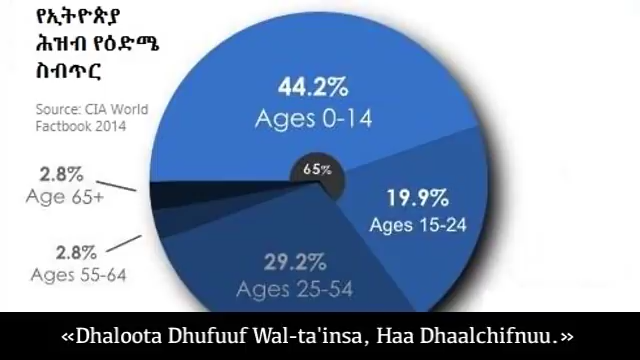 የኢትዮጵያ
ሕዝብ የዕድሜ
ስብጥር
Source: CIA World
Factbook 2014
44.2%
Ages 0-14
65%
19.9%
Ages 15-24
29.2%
Ages 25-54
2.8%
Age 65+
2.8%
Ages 55-64
«Dhaloota Dhufuuf Wal-ta'insa, Haa Dhaalchifnuu.»